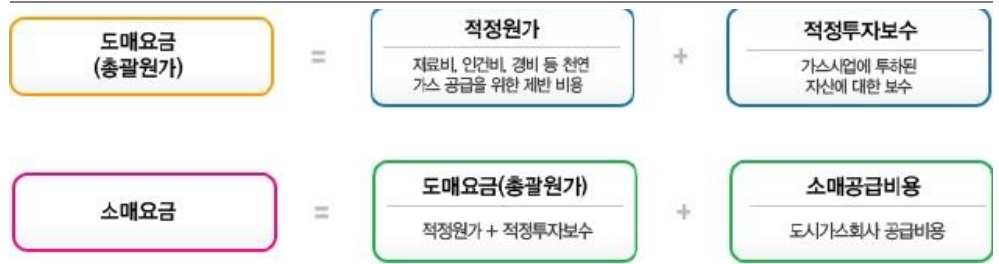 도매요금
(총괄원가)
=
적정원가
재료비, 인건비, 경비 등 천연
가스 공급을 위한 제반 비용
+
적정투자보수
가스사업에 투하된
자산에 대한 보수
소매요금
=
도매요금(총괄원가)
적정원가 + 적정투자보수
+
소매공급비용
도시가스회사 공급비용